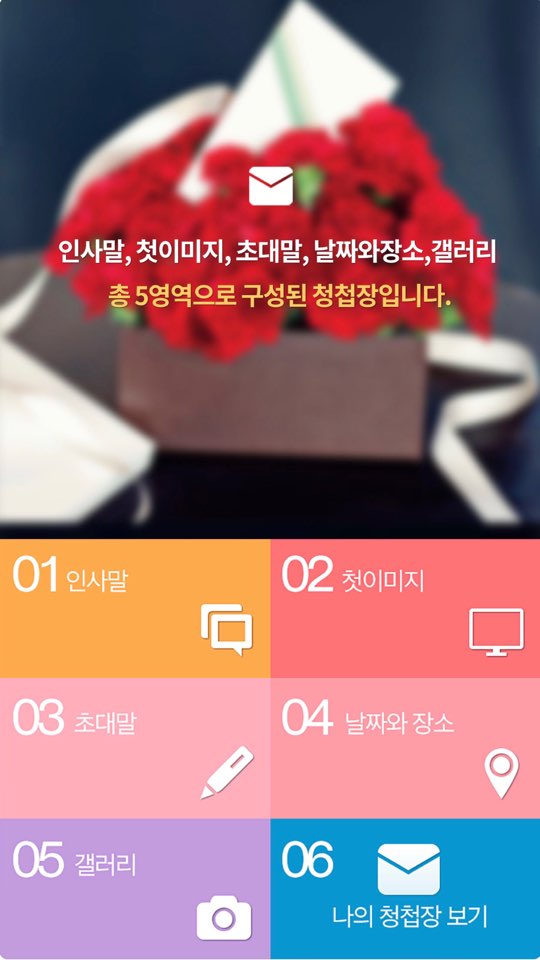 인사말, 첫이미지, 초대말, 날짜와장소,갤러리
총 5영역으로 구성된 청첩장입니다.
01 인사말
02 첫이미지
03 초대말
04 날짜와 장소
05 갤러리
06
나의 청첩장 보기